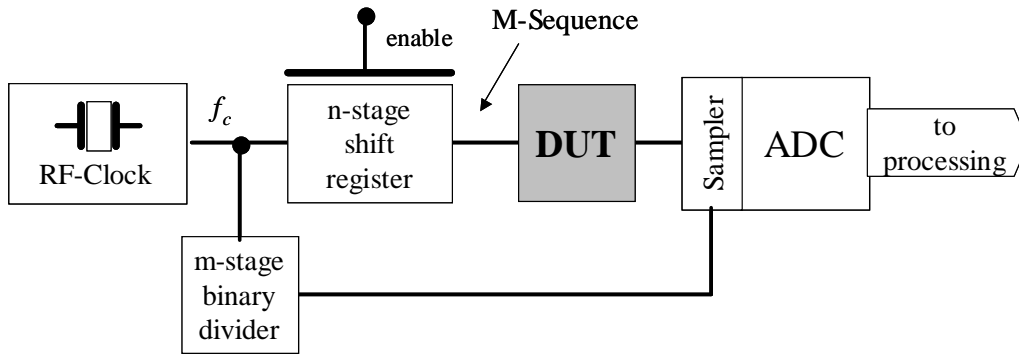 enable
M-Sequence
RF-Clock
f_c
n-stage
shift
register
DUT
Sampler
ADC
to
processing
m-stage
binary
divider